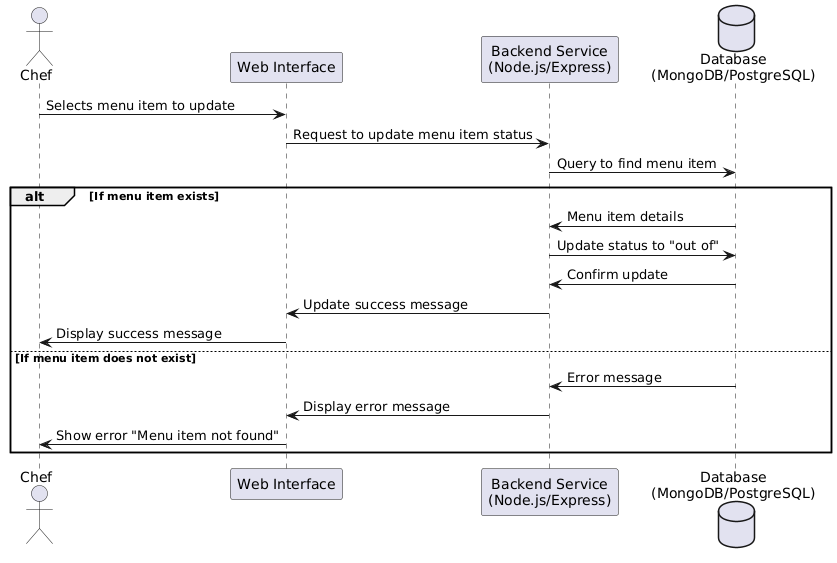 Chef
Web Interface
Backend Service
(Node.js/Express)
Database
(MongoDB/PostgreSQL)
Selects menu item to update
Request to update menu item status
Query to find menu item
alt [If menu item exists]
Menu item details
Update status to "out of"
Confirm update
Update success message
Display success message
[If menu item does not exist]
Error message
Display error message
Show error "Menu item not found"
Chef
Web Interface
Backend Service
(Node.js/Express)
Database
(MongoDB/PostgreSQL)